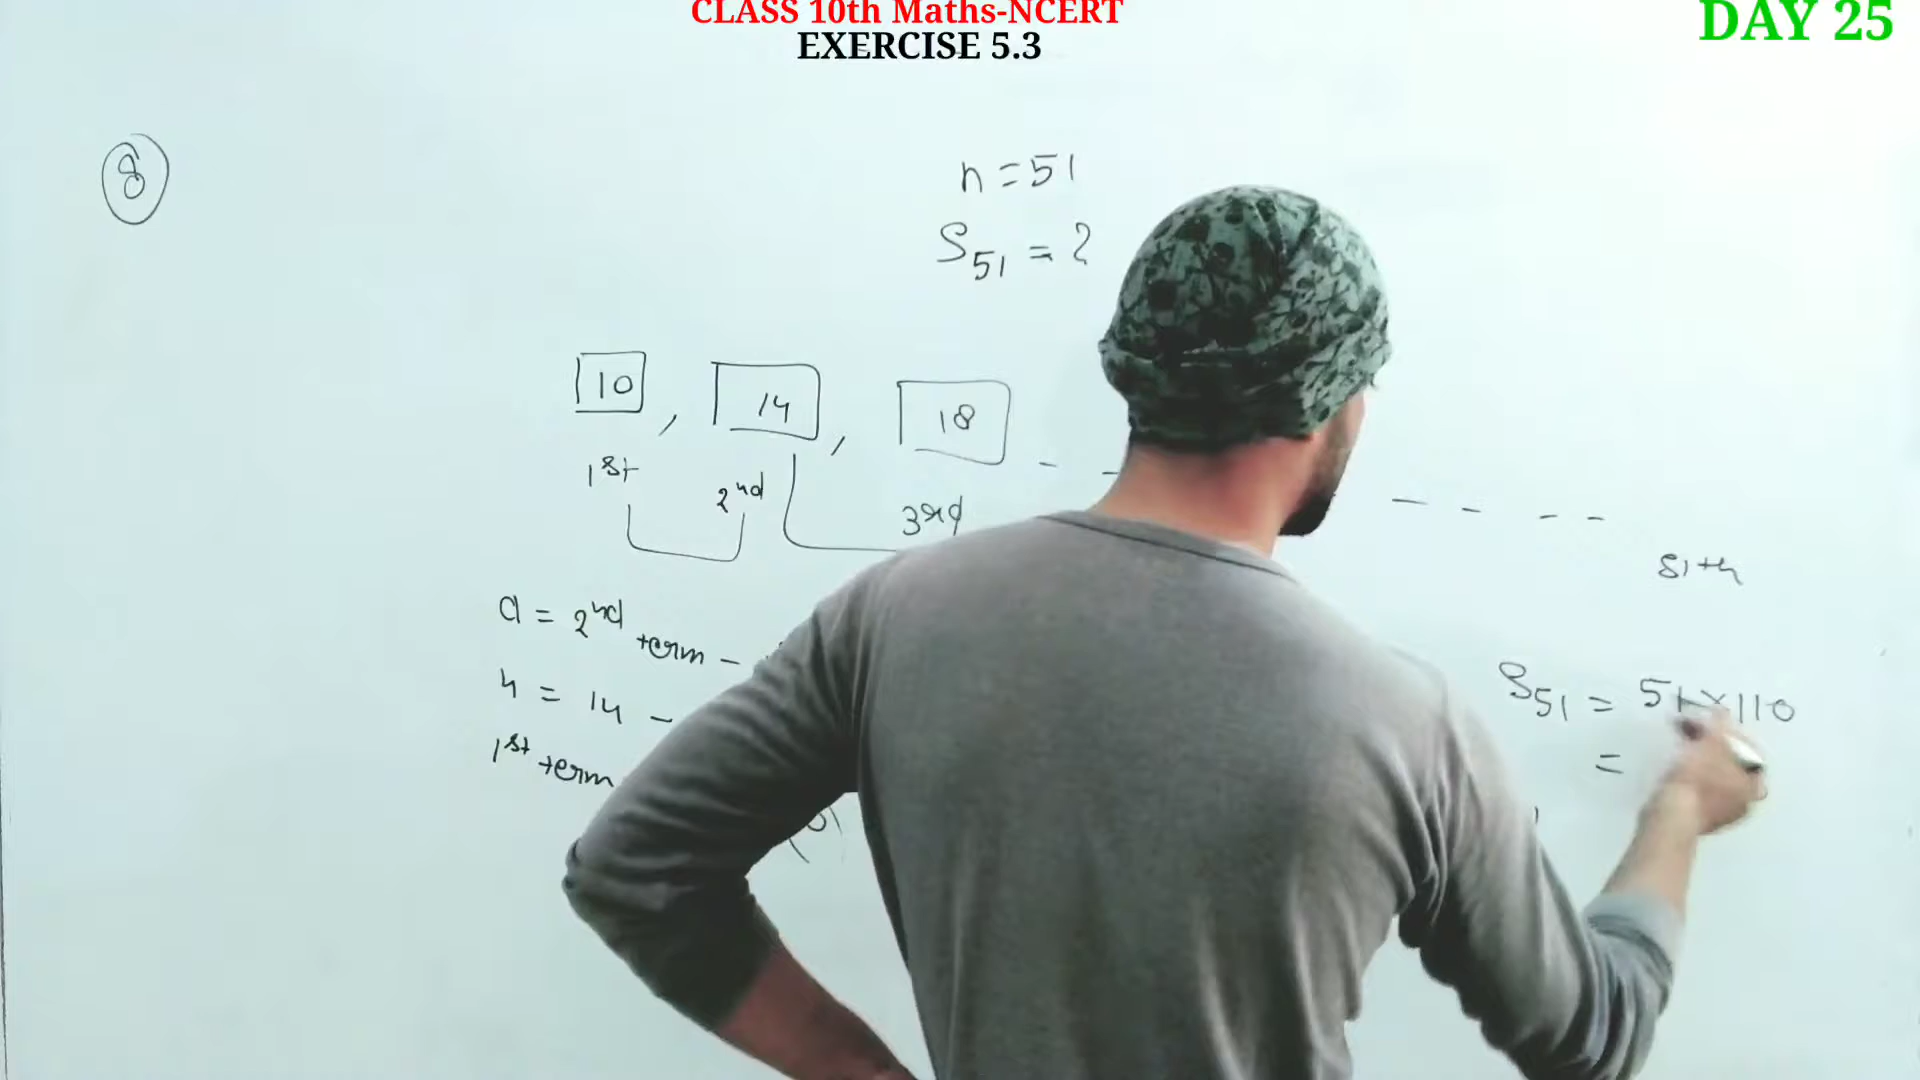 CLASS 10th Maths-NCERT
EXERCISE 5.3
DAY 25
8
n = 51
S51 = ?
10 , 14 , 18 - - - - - -
1st 2nd 3rd
51th
d = 2nd term -
4 = 14 -
1st term
S51 = 51×110
=